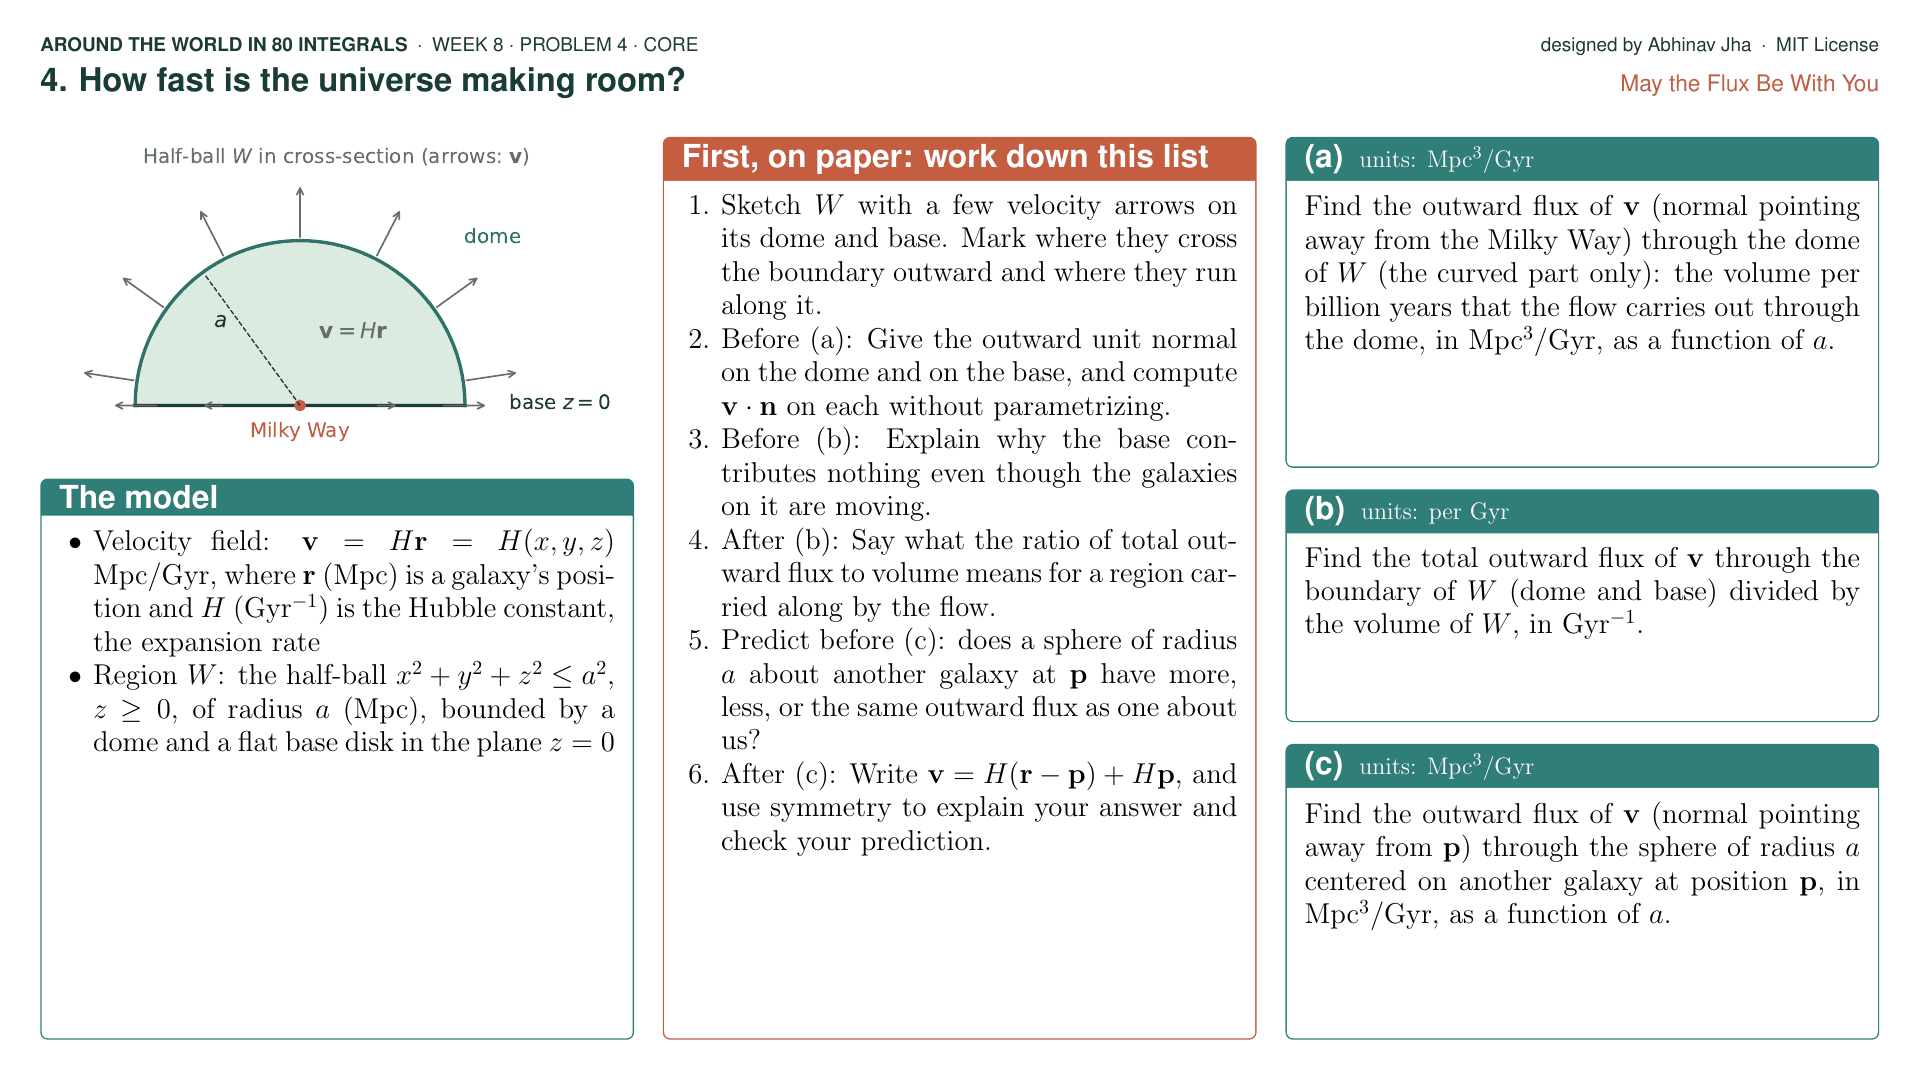 AROUND THE WORLD IN 80 INTEGRALS · WEEK 8 · PROBLEM 4 · CORE
designed by Abhinav Jha · MIT License
4. How fast is the universe making room?
May the Flux Be With You
Half-ball W in cross-section (arrows: v)
dome
a
v = Hr
base z = 0
Milky Way
The model
• Velocity field: v = Hr = H(x, y, z)
Mpc/Gyr, where r (Mpc) is a galaxy's posi-
tion and H (Gyr⁻¹) is the Hubble constant,
the expansion rate
• Region W: the half-ball x² + y² + z² ≤ a²,
z ≥ 0, of radius a (Mpc), bounded by a
dome and a flat base disk in the plane z = 0
First, on paper: work down this list
1. Sketch W with a few velocity arrows on
its dome and base. Mark where they cross
the boundary outward and where they run
along it.
2. Before (a): Give the outward unit normal
on the dome and on the base, and compute
v · n on each without parametrizing.
3. Before (b): Explain why the base con-
tributes nothing even though the galaxies
on it are moving.
4. After (b): Say what the ratio of total out-
ward flux to volume means for a region car-
ried along by the flow.
5. Predict before (c): does a sphere of radius
a about another galaxy at p have more,
less, or the same outward flux as one about
us?
6. After (c): Write v = H(r − p) + Hp, and
use symmetry to explain your answer and
check your prediction.
(a) units: Mpc³/Gyr
Find the outward flux of v (normal pointing
away from the Milky Way) through the dome
of W (the curved part only): the volume per
billion years that the flow carries out through
the dome, in Mpc³/Gyr, as a function of a.
(b) units: per Gyr
Find the total outward flux of v through the
boundary of W (dome and base) divided by
the volume of W, in Gyr⁻¹.
(c) units: Mpc³/Gyr
Find the outward flux of v (normal pointing
away from p) through the sphere of radius a
centered on another galaxy at position p, in
Mpc³/Gyr, as a function of a.